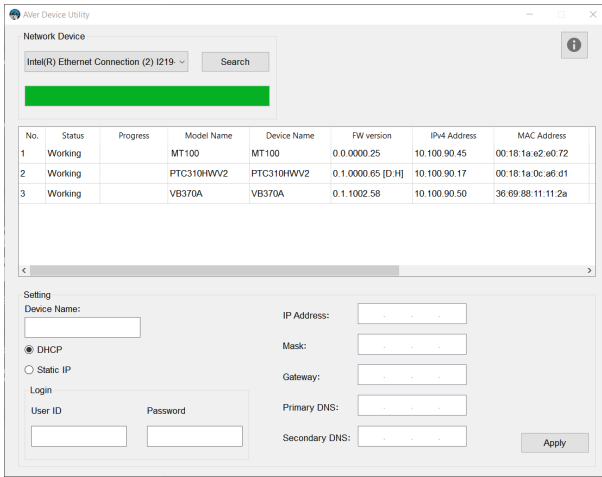 AVer Device Utility
Network Device
Intel(R) Ethernet Connection (2) I219-
Search
No. Status Progress Model Name Device Name FW version IPv4 Address MAC Address
1 Working MT100 MT100 0.0.0000.25 10.100.90.45 00:18:1a:e2:e0:72
2 Working PTC310HWV2 PTC310HWV2 0.1.0000.65 [D:H] 10.100.90.17 00:18:1a:0c:a6:d1
3 Working VB370A VB370A 0.1.1002.58 10.100.90.50 36:69:88:11:11:2a
Setting
Device Name:
DHCP
Static IP
Login
User ID Password
IP Address:
Mask:
Gateway:
Primary DNS:
Secondary DNS:
Apply